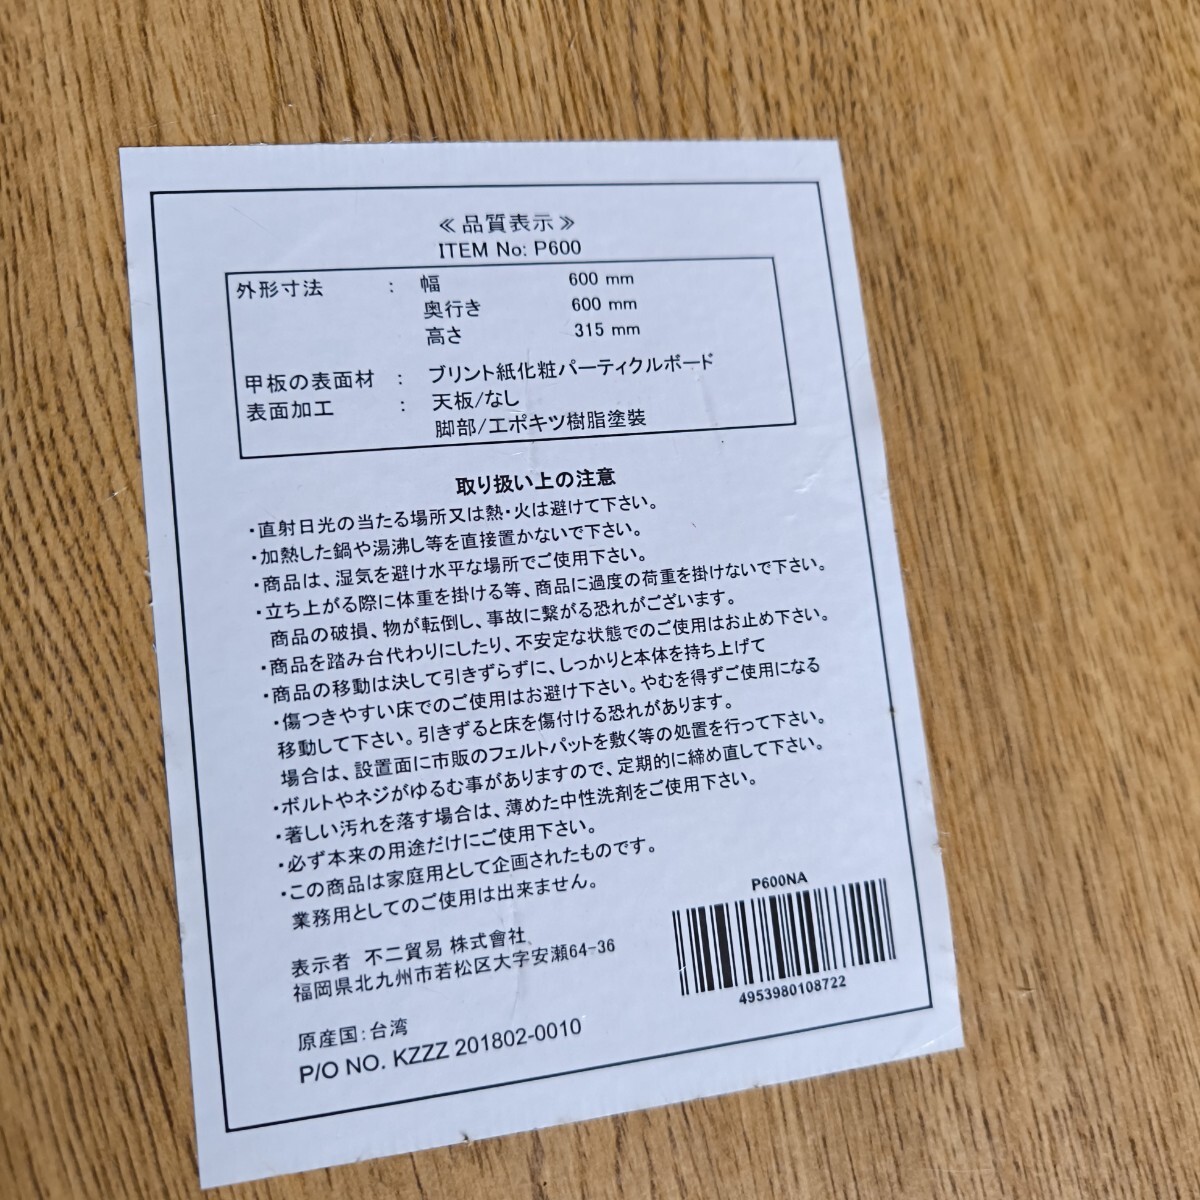 ≪品質表示≫
ITEM No: P600
外形寸法 : 幅 600 mm
奥行き 600 mm
高さ 315 mm
甲板の表面材 : プリント紙化粧パーティクルボード
表面加工 : 天板/なし
脚部/エポキツ樹脂塗裝
取り扱い上の注意
・直射日光の当たる場所又は熱・火は避けて下さい。
・加熱した鍋や湯沸し等を直接置かないで下さい。
・商品は、湿気を避け水平な場所でご使用下さい。
・立ち上がる際に体重を掛ける等、商品に過度の荷重を掛けないで下さい。
商品の破損、物が転倒し、事故に繋がる恐れがございます。
・商品を踏み台代わりにしたり、不安定な状態でのご使用はお止め下さい。
・商品の移動は決して引きずらずに、しっかりと本体を持ち上げて
・傷つきやすい床でのご使用はお避け下さい。やむを得ずご使用になる
移動して下さい。引きずると床を傷付ける恐れがあります。
場合は、設置面に市販のフェルトパットを敷く等の処置を行って下さい。
・ボルトやネジがゆるむ事がありますので、定期的に締め直して下さい。
・著しい汚れを落す場合は、薄めた中性洗剤をご使用下さい。
・必ず本来の用途だけにご使用下さい。
・この商品は家庭用として企画されたものです。
業務用としてのご使用は出来ません。
表示者 不二貿易 株式會社
福岡県北九州市若松区大字安瀬64-36
原産国:台湾
P/O NO. KZZZ 201802-0010
P600NA
4953980108722